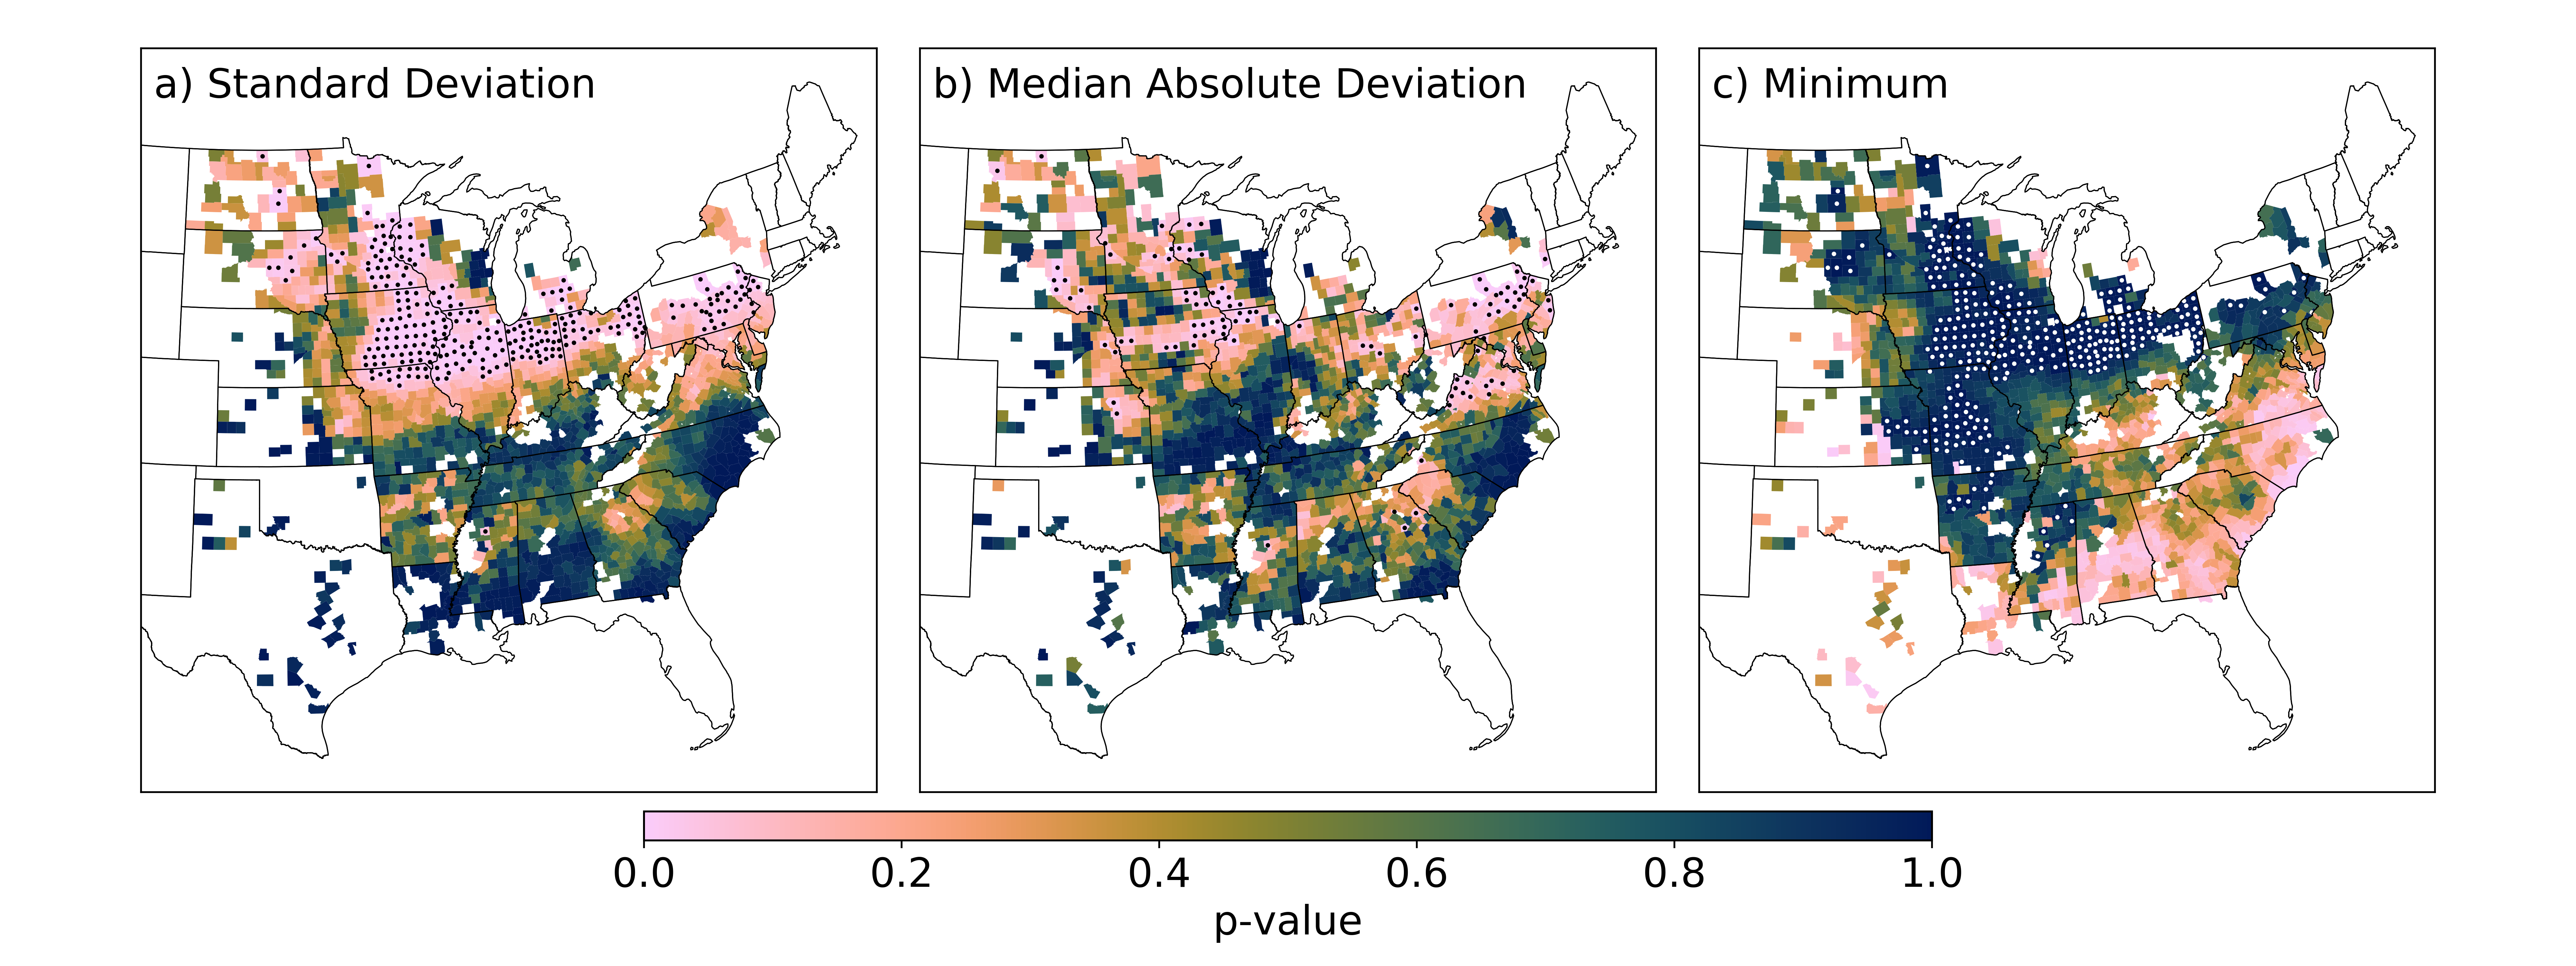 a) Standard Deviation
b) Median Absolute Deviation
c) Minimum
0.0 0.2 0.4 0.6 0.8 1.0
p-value